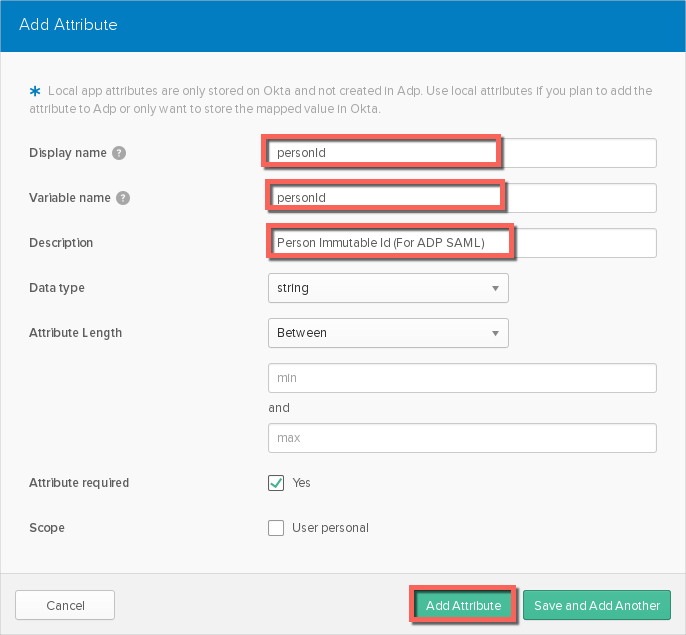 Add Attribute
* Local app attributes are only stored on Okta and not created in Adp. Use local attributes if you plan to add the
attribute to Adp or only want to store the mapped value in Okta.
Display name ? personId
Variable name ? personId
Description Person Immutable Id (For ADP SAML)
Data type string
Attribute Length Between
min
and
max
Attribute required Yes
Scope User personal
Cancel Add Attribute Save and Add Another